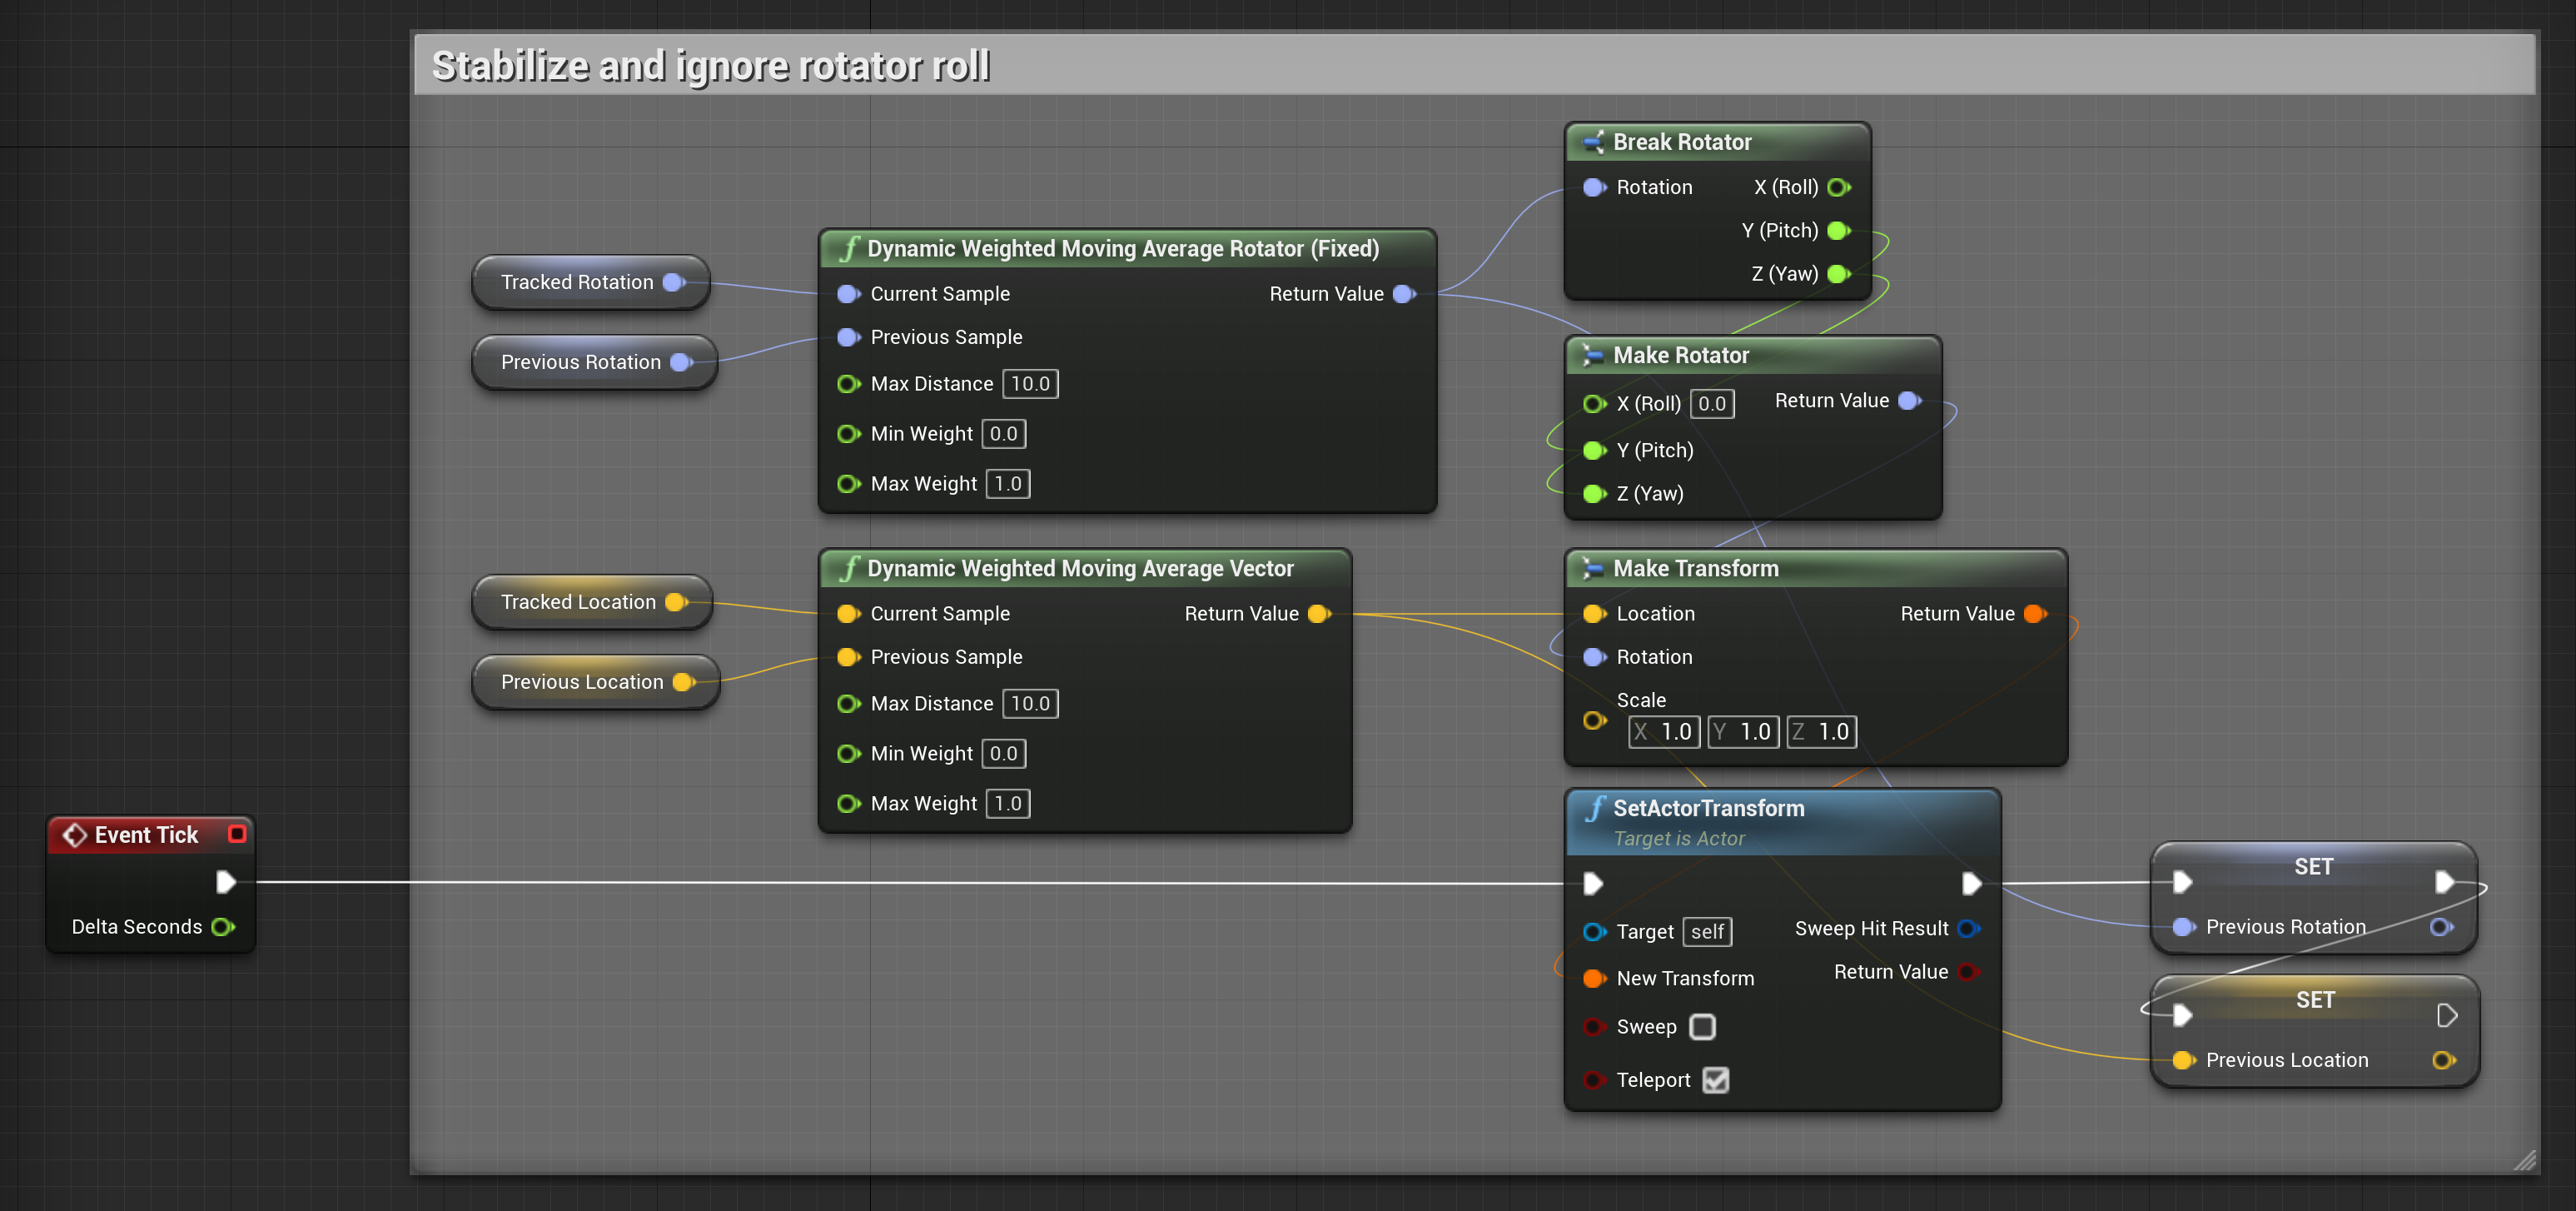 Stabilize and ignore rotator roll
Break Rotator
Rotation X (Roll)
Y (Pitch)
Z (Yaw)
Dynamic Weighted Moving Average Rotator (Fixed)
Tracked Rotation
Previous Rotation
Current Sample Return Value
Previous Sample
Max Distance 10.0
Min Weight 0.0
Max Weight 1.0
Make Rotator
X (Roll) 0.0 Return Value
Y (Pitch)
Z (Yaw)
Dynamic Weighted Moving Average Vector
Tracked Location
Previous Location
Current Sample Return Value
Previous Sample
Max Distance 10.0
Min Weight 0.0
Max Weight 1.0
Make Transform
Location Return Value
Rotation
Scale
X 1.0 Y 1.0 Z 1.0
Event Tick
Delta Seconds
SetActorTransform
Target is Actor
Target self Sweep Hit Result
New Transform Return Value
Sweep
Teleport
SET
Previous Rotation
SET
Previous Location